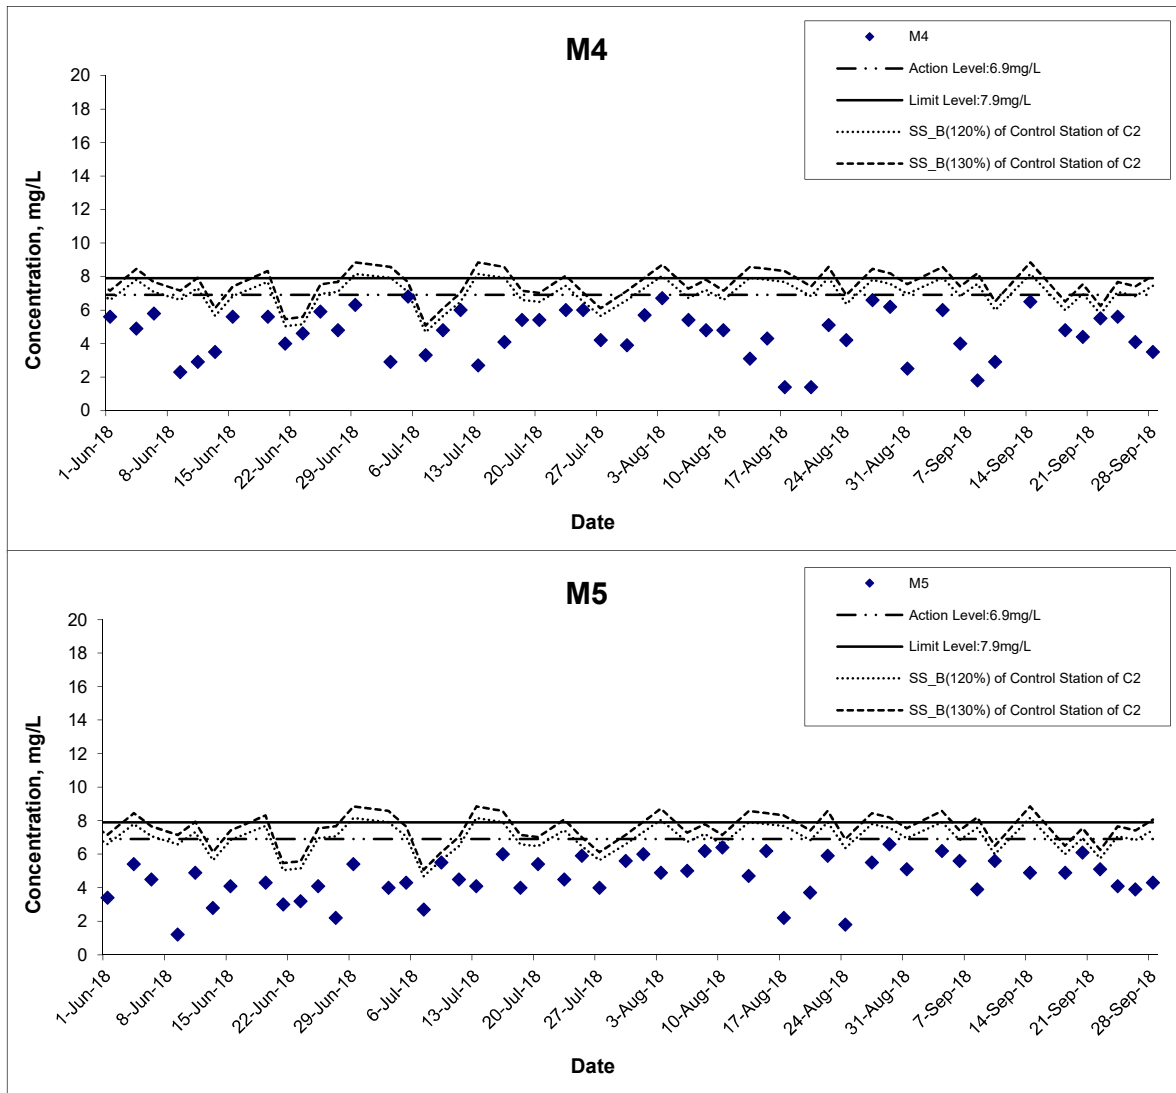 M4
M4
Action Level:6.9mg/L
Limit Level:7.9mg/L
SS_B(120%) of Control Station of C2
SS_B(130%) of Control Station of C2
Concentration, mg/L
20
18
16
14
12
10
8
6
4
2
0
1-Jun-18
8-Jun-18
15-Jun-18
22-Jun-18
29-Jun-18
6-Jul-18
13-Jul-18
20-Jul-18
27-Jul-18
3-Aug-18
10-Aug-18
17-Aug-18
24-Aug-18
31-Aug-18
7-Sep-18
14-Sep-18
21-Sep-18
28-Sep-18
Date
M5
M5
Action Level:6.9mg/L
Limit Level:7.9mg/L
SS_B(120%) of Control Station of C2
SS_B(130%) of Control Station of C2
Concentration, mg/L
20
18
16
14
12
10
8
6
4
2
0
1-Jun-18
8-Jun-18
15-Jun-18
22-Jun-18
29-Jun-18
6-Jul-18
13-Jul-18
20-Jul-18
27-Jul-18
3-Aug-18
10-Aug-18
17-Aug-18
24-Aug-18
31-Aug-18
7-Sep-18
14-Sep-18
21-Sep-18
28-Sep-18
Date